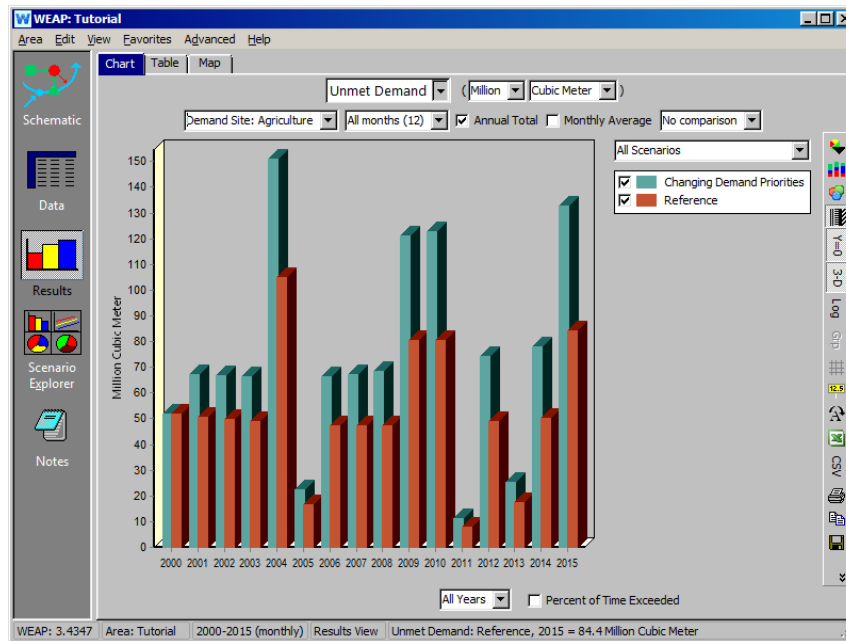 WEAP: Tutorial
Area Edit View Favorites Advanced Help
Chart Table Map
Unmet Demand ( Million Cubic Meter )
Demand Site: Agriculture All months (12) Annual Total Monthly Average No comparison
All Scenarios
Changing Demand Priorities
Reference
Schematic
Data
Results
Scenario
Explorer
Notes
Million Cubic Meter
150
140
130
120
110
100
90
80
70
60
50
40
30
20
10
0
2000 2001 2002 2003 2004 2005 2006 2007 2008 2009 2010 2011 2012 2013 2014 2015
Y=0
3-D
Log
Grp
12.5
A
CSV
All Years Percent of Time Exceeded
WEAP: 3.4347 Area: Tutorial 2000-2015 (monthly) Results View Unmet Demand: Reference, 2015 = 84.4 Million Cubic Meter